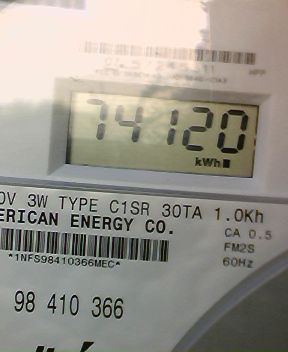 74120
kWh
0V 3W TYPE C1SR 30TA 1.0Kh
ERICAN ENERGY CO.
CA 0.5
FM2S
60Hz
*1NFS98410366MEC*
98 410 366